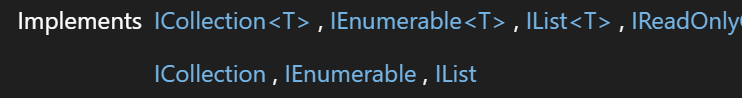 Implements ICollection<T> , IEnumerable<T> , IList<T> , IReadOnly
ICollection , IEnumerable , IList